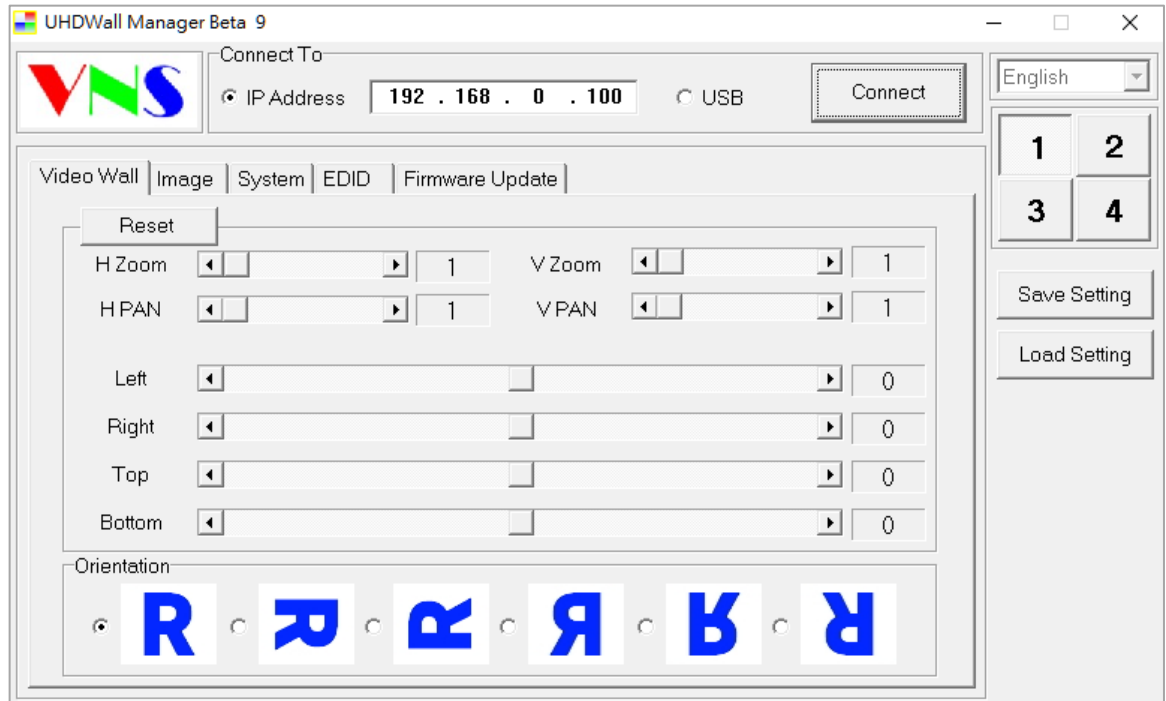 UHDWall Manager Beta 9
VNS
Connect To
IP Address 192 . 168 . 0 . 100 USB Connect
English
1 2
3 4
Save Setting
Load Setting
Video Wall Image System EDID Firmware Update
Reset
H Zoom 1 V Zoom 1
H PAN 1 V PAN 1
Left 0
Right 0
Top 0
Bottom 0
Orientation
R R R R R R